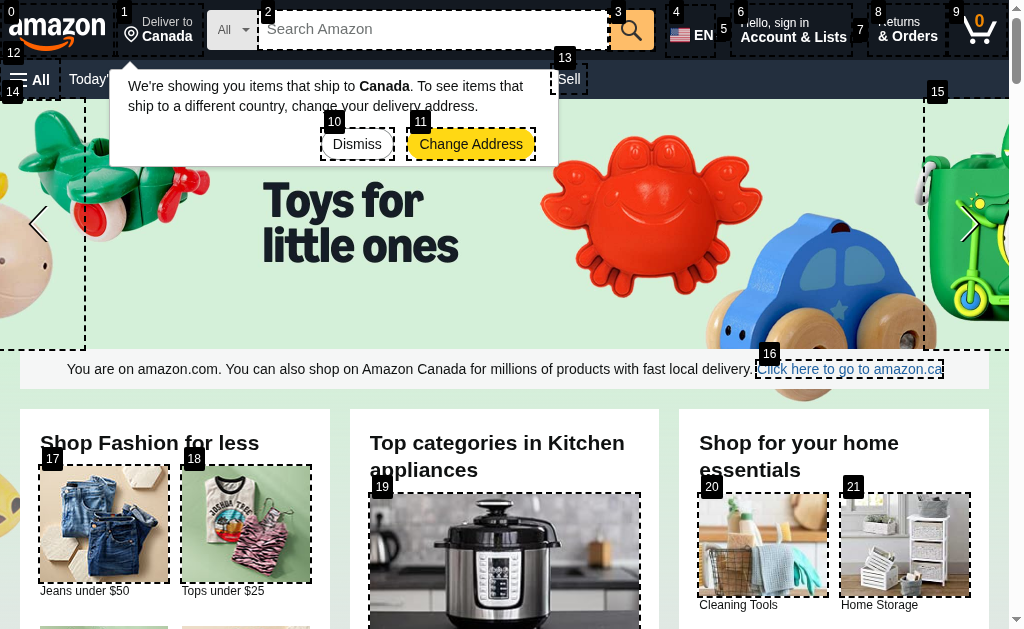 0
1
2
3
4
5
6
7
8
9
amazon
Deliver to
Canada
All
Search Amazon
EN
Hello, sign in
Account & Lists
Returns
& Orders
0
12
13
All
Today'
Sell
14
15
We're showing you items that ship to Canada. To see items that
ship to a different country, change your delivery address.
10
11
Dismiss
Change Address
Toys for
little ones
16
You are on amazon.com. You can also shop on Amazon Canada for millions of products with fast local delivery. Click here to go to amazon.ca
Shop Fashion for less
17
18
JOSHUA TREE
Jeans under $50
Tops under $25
Top categories in Kitchen
appliances
19
Shop for your home
essentials
20
21
Cleaning Tools
Home Storage